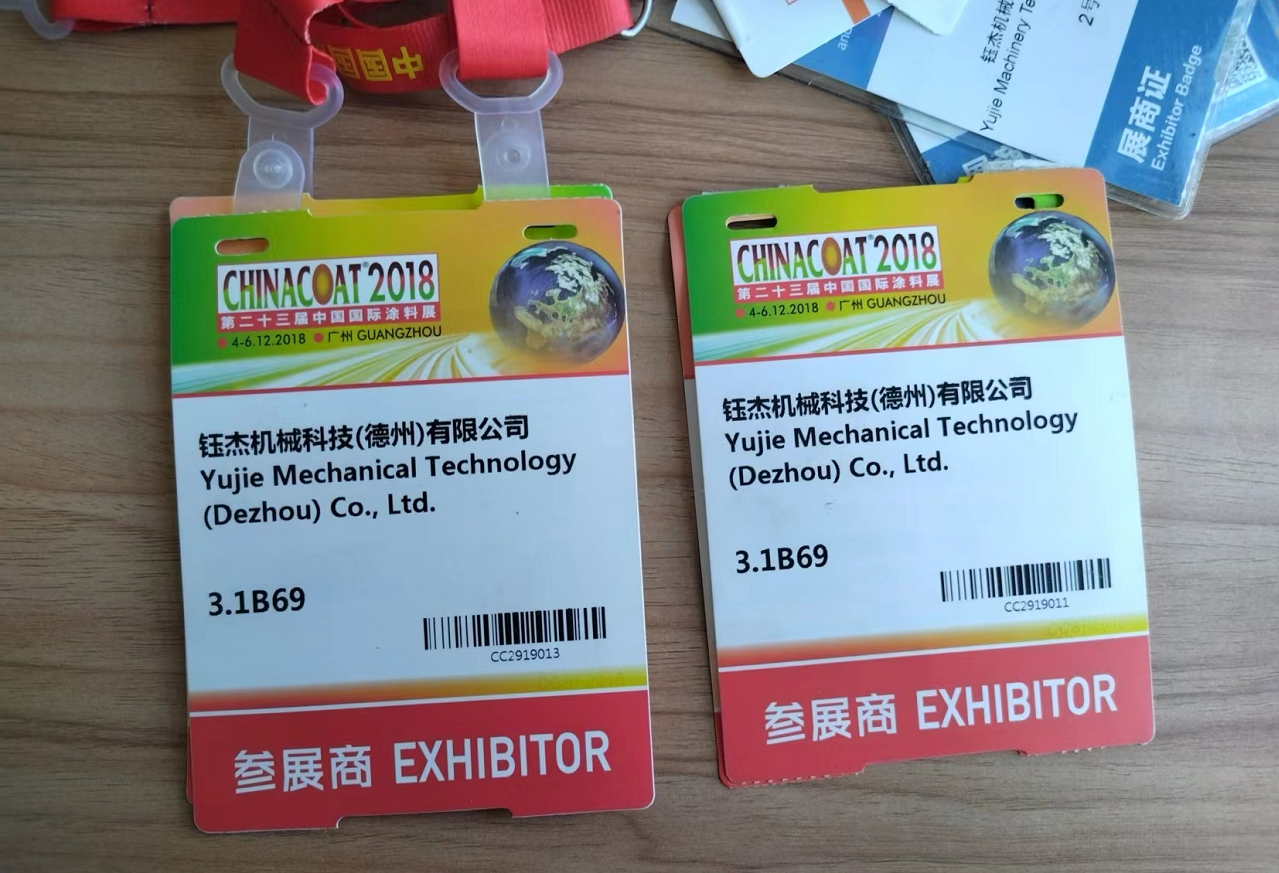 中国国
钰杰机械
Yujie Machinery Te
2号
展商证
Exhibitor Badge
CHINACOAT®2018
第二十三届中国国际涂料展
4-6.12.2018 ● 广州 GUANGZHOU
钰杰机械科技(德州)有限公司
Yujie Mechanical Technology
(Dezhou) Co., Ltd.
3.1B69
CC2919013
参展商 EXHIBITOR
CHINACOAT®2018
第二十三届中国国际涂料展
4-6.12.2018 ● 广州 GUANGZHOU
钰杰机械科技(德州)有限公司
Yujie Mechanical Technology
(Dezhou) Co., Ltd.
3.1B69
CC2919011
参展商 EXHIBITOR